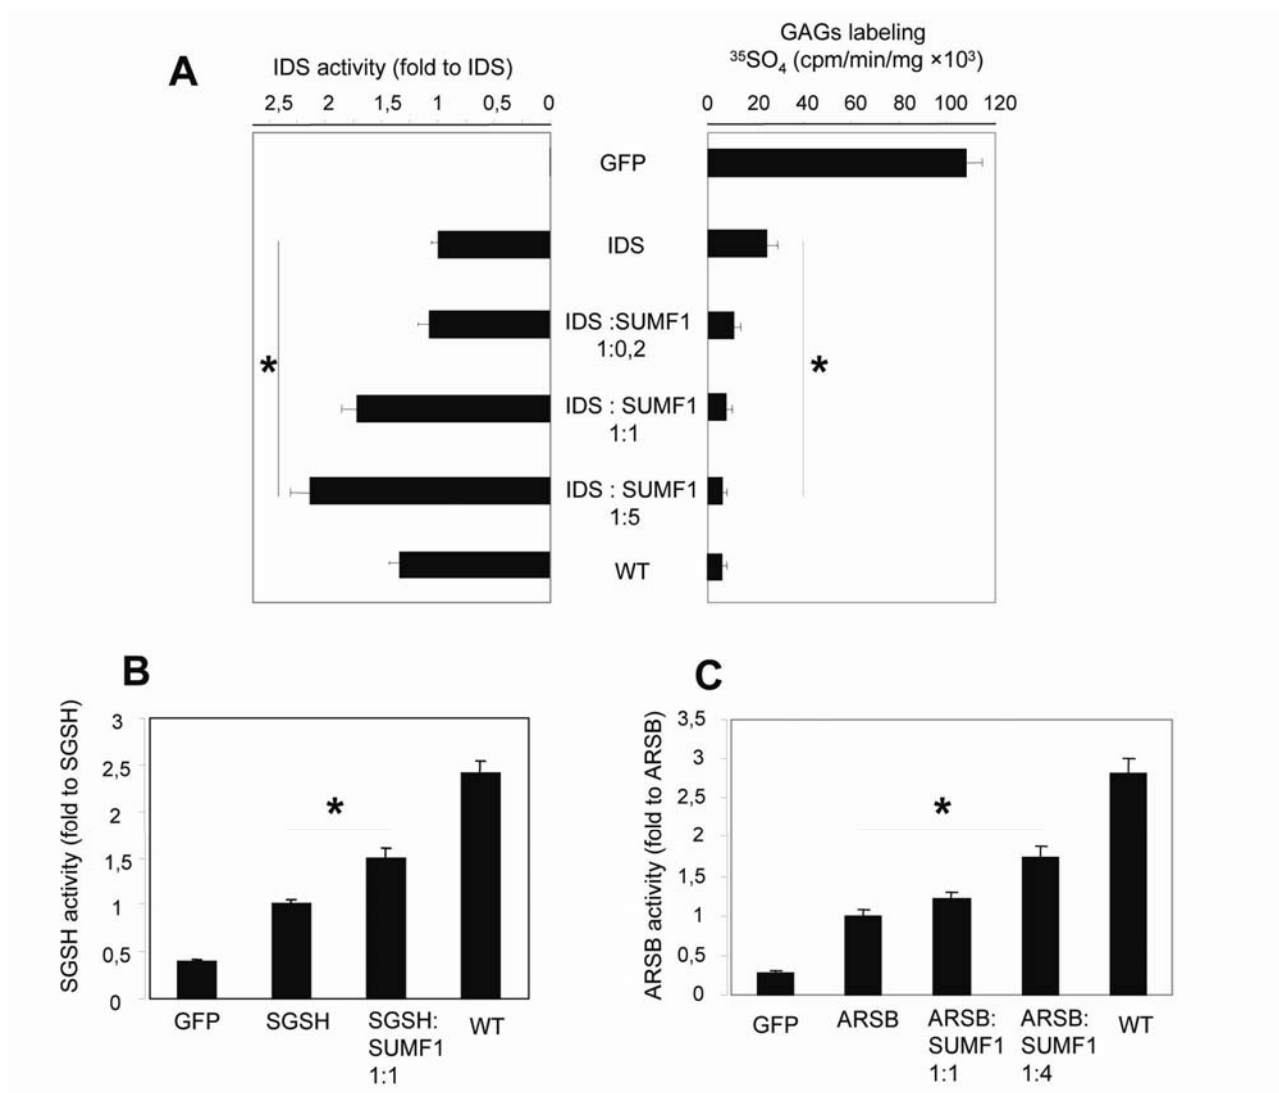 A
IDS activity (fold to IDS)
2,5 2 1,5 1 0,5 0
GAGs labeling
³⁵SO₄ (cpm/min/mg ×10³)
0 20 40 60 80 100 120
GFP
IDS
IDS :SUMF1
1:0,2
*
*
IDS : SUMF1
1:1
IDS : SUMF1
1:5
WT
B
SGSH activity (fold to SGSH)
3
2,5
2
1,5
1
0,5
0
*
GFP
SGSH
SGSH:
SUMF1
1:1
WT
C
ARSB activity (fold to ARSB)
3,5
3
2,5
2
1,5
1
0,5
0
*
GFP
ARSB
ARSB:
SUMF1
1:1
ARSB:
SUMF1
1:4
WT